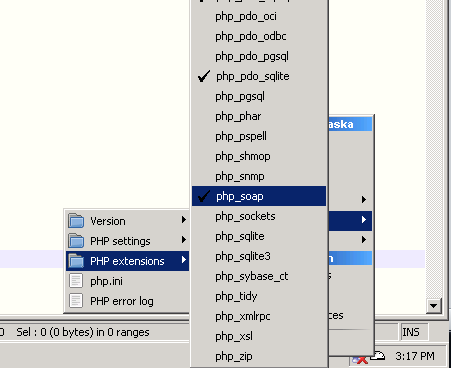 php_pdo_oci
php_pdo_odbc
php_pdo_pgsql
php_pdo_sqlite
php_pgsql
php_phar
php_pspell
php_shmop
php_snmp
php_soap
php_sockets
php_sqlite
php_sqlite3
php_sybase_ct
php_tidy
php_xmlrpc
php_xsl
php_zip
Version
PHP settings
PHP extensions
php.ini
PHP error log
Sel : 0 (0 bytes) in 0 ranges
INS
3:17 PM